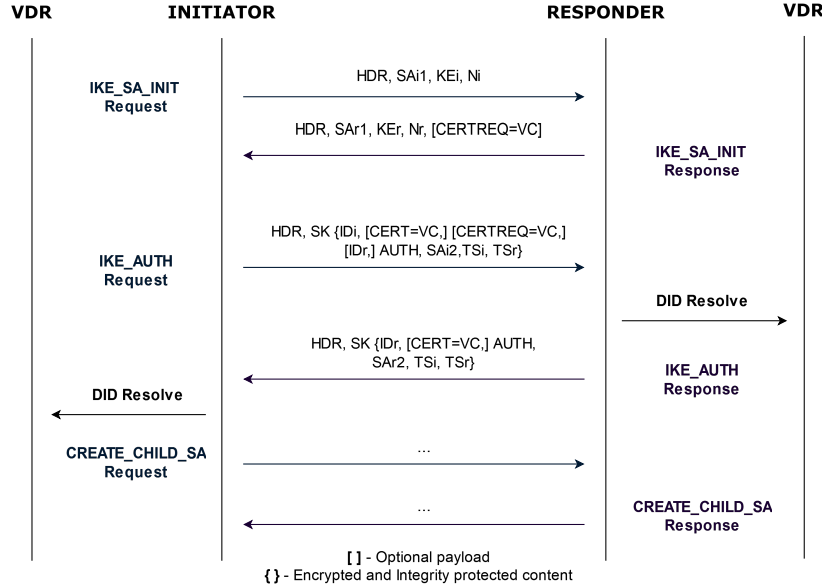 VDR INITIATOR RESPONDER VDR
HDR, SAi1, KEi, Ni
IKE_SA_INIT
Request
HDR, SAr1, KEr, Nr, [CERTREQ=VC]
IKE_SA_INIT
Response
HDR, SK {IDi, [CERT=VC,] [CERTREQ=VC,]
[IDr,] AUTH, SAi2,TSi, TSr}
IKE_AUTH
Request
DID Resolve
HDR, SK {IDr, [CERT=VC,] AUTH,
SAr2, TSi, TSr}
IKE_AUTH
Response
DID Resolve
CREATE_CHILD_SA
Request
...
...
CREATE_CHILD_SA
Response
[ ] - Optional payload
{ } - Encrypted and Integrity protected content